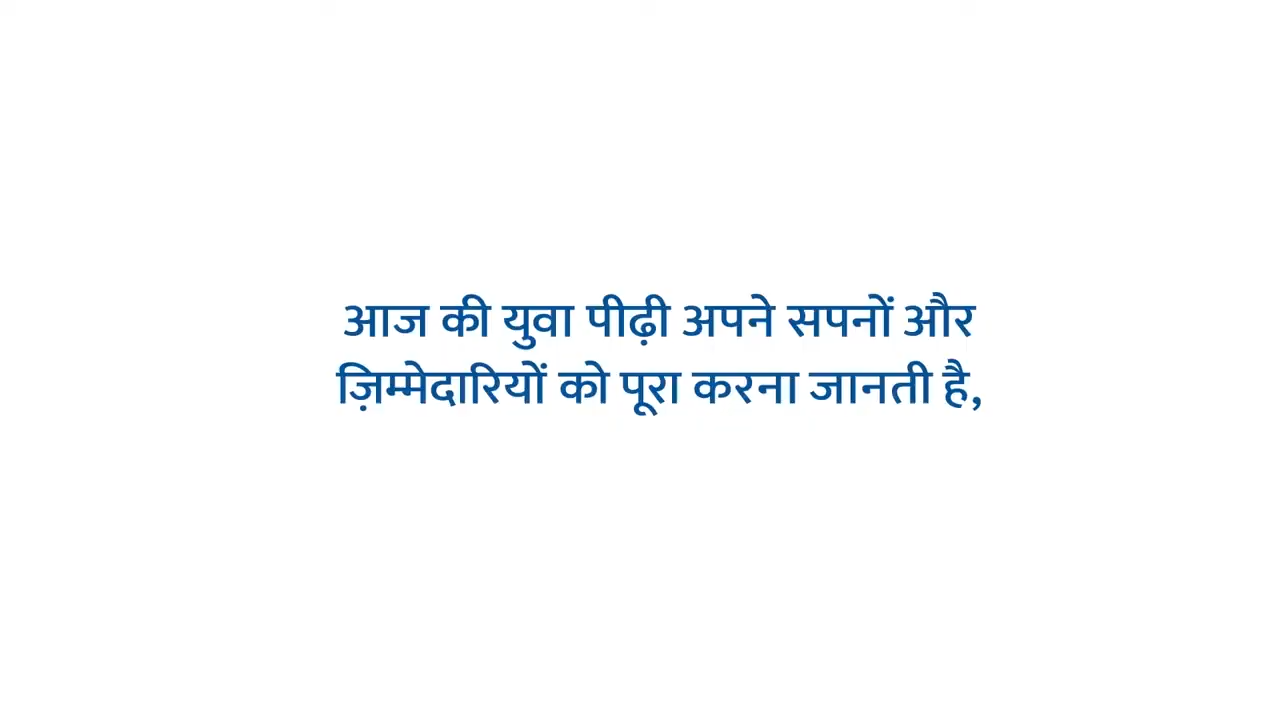 आज की युवा पीढ़ी अपने सपनों और
ज़िम्मेदारियों को पूरा करना जानती है,